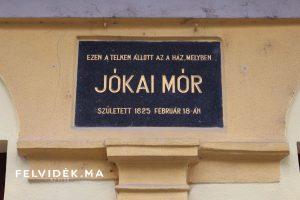 EZEN A TELKEN ÁLLOTT AZ A HÁZ, MELYBEN
JÓKAI MÓR
SZÜLETETT 1825 FEBRUÁR 18-ÁN
FELVIDÉK.MA